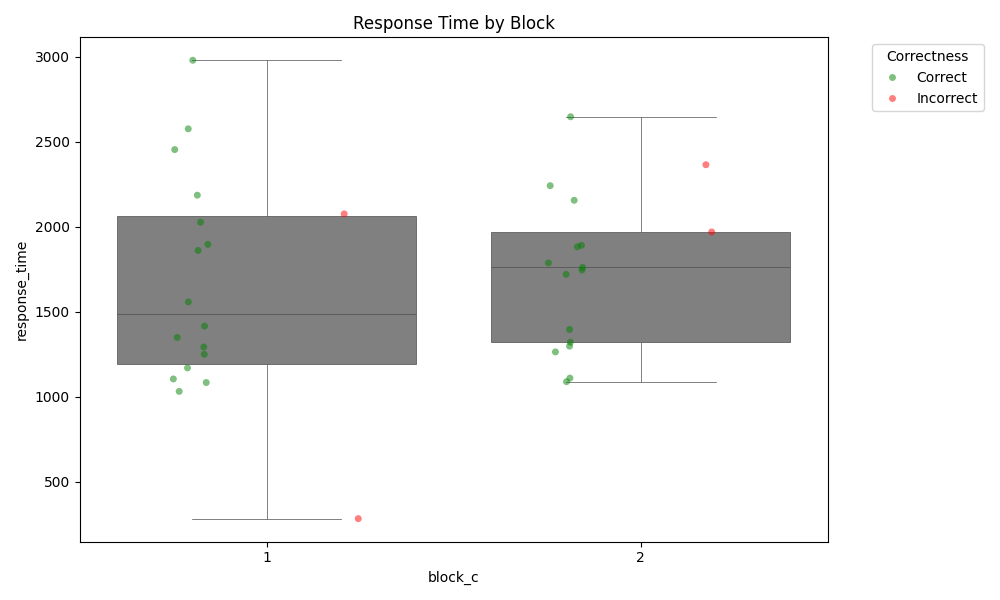 Response Time by Block
3000
2500
2000
1500
1000
500
response_time
1
2
block_c
Correctness
Correct
Incorrect